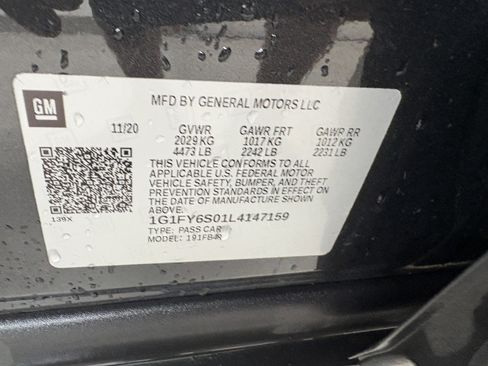 GM
MFD BY GENERAL MOTORS LLC
11/20 GVWR GAWR FRT GAWR RR
2029 KG 1017 KG 1012 KG
4473 LB 2242 LB 2231 LB
THIS VEHICLE CONFORMS TO ALL
APPLICABLE U.S. FEDERAL MOTOR
VEHICLE SAFETY, BUMPER, AND THEFT
PREVENTION STANDARDS IN EFFECT ON
THE DATE OF MANUFACTURE SHOWN ABOVE.
139X
1G1FY6S01L4147159
TYPE: PASS CAR
MODEL: 191FB48